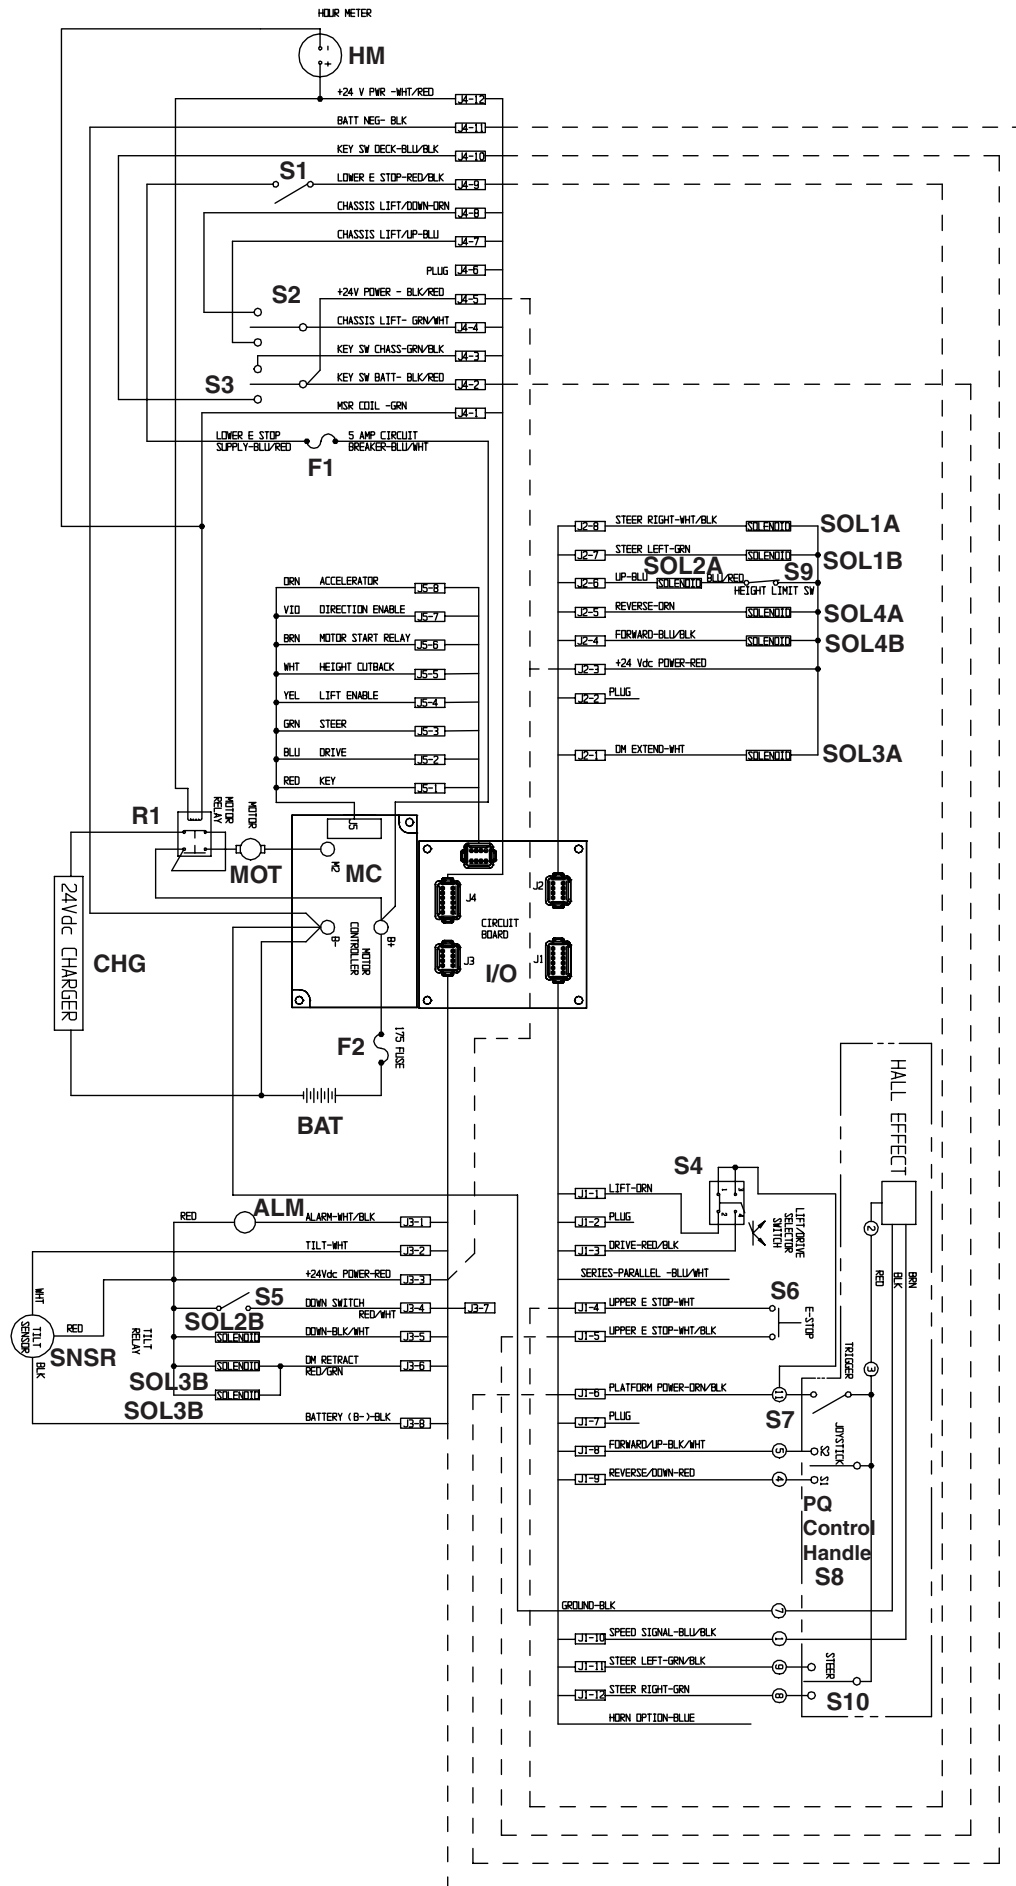 HOUR METER
HM
+24 V PWR -WHT/RED
J4-12
BATT NEG- BLK
J4-11
KEY SW DECK-BLU/BLK
J4-10
S1
LOWER E STOP-RED/BLK
J4-9
CHASSIS LIFT/DOWN-ORN
J4-8
CHASSIS LIFT/UP-BLU
J4-7
PLUG
J4-6
S2
+24V POWER - BLK/RED
J4-5
CHASSIS LIFT- GRN/WHT
J4-4
KEY SW CHASS-GRN/BLK
J4-3
S3
KEY SW BATT- BLK/RED
J4-2
MSR COIL -GRN
J4-1
LOWER E STOP
SUPPLY-BLU/RED
5 AMP CIRCUIT
BREAKER-BLU/WHT
F1
J2-8
STEER RIGHT-WHT/BLK
SOLENOID
SOL1A
J2-7
STEER LEFT-GRN
SOLENOID
SOL1B
SOL2A
J2-6
UP-BLU
SOLENOID
BLU/RED
S9
HEIGHT LIMIT SW
J2-5
REVERSE-ORN
SOLENOID
SOL4A
J2-4
FORWARD-BLU/BLK
SOLENOID
SOL4B
J2-3
+24 Vdc POWER-RED
J2-2
PLUG
J2-1
DM EXTEND-WHT
SOLENOID
SOL3A
ORN
ACCELERATOR
J5-8
VIO
DIRECTION ENABLE
J5-7
BRN
MOTOR START RELAY
J5-6
WHT
HEIGHT CUTBACK
J5-5
YEL
LIFT ENABLE
J5-4
GRN
STEER
J5-3
BLU
DRIVE
J5-2
RED
KEY
J5-1
R1
MOTOR
RELAY
MOTOR
MOT
J5
M2
MC
B-
MOTOR
CONTROLLER
B+
J4
J3
J2
J1
CIRCUIT
BOARD
I/O
24Vdc CHARGER
CHG
F2
175 FUSE
BAT
HALL EFFECT
ALM
RED
ALARM-WHT/BLK
J3-1
TILT-WHT
J3-2
+24Vdc POWER-RED
J3-3
S5
DOWN SWITCH
RED/WHT
J3-4
J3-7
SOL2B
SOLENOID
DOWN-BLK/WHT
J3-5
WHT
RED
TILT
SENSOR
BLK
SNSR
TILT
RELAY
SOLENOID
DM RETRACT
RED/GRN
J3-6
SOL3B
SOLENOID
SOL3B
BATTERY (B-)-BLK
J3-8
S4
J1-1
LIFT-ORN
1
3
2
4
LIFT/DRIVE
SELECTOR
SWITCH
J1-2
PLUG
J1-3
DRIVE-RED/BLK
SERIES-PARALLEL -BLU/WHT
S6
J1-4
UPPER E STOP-WHT
E-STOP
J1-5
UPPER E STOP-WHT/BLK
2
RED
BLK
BRN
3
TRIGGER
J1-6
PLATFORM POWER-ORN/BLK
11
S7
J1-7
PLUG
J1-8
FORWARD/UP-BLK/WHT
5
JOYSTICK
J1-9
REVERSE/DOWN-RED
4
S1
PQ
Control
Handle
S8
GROUND-BLK
7
J1-10
SPEED SIGNAL-BLU/BLK
1
J1-11
STEER LEFT-GRN/BLK
9
STEER
J1-12
STEER RIGHT-GRN
8
S10
HORN OPTION-BLUE